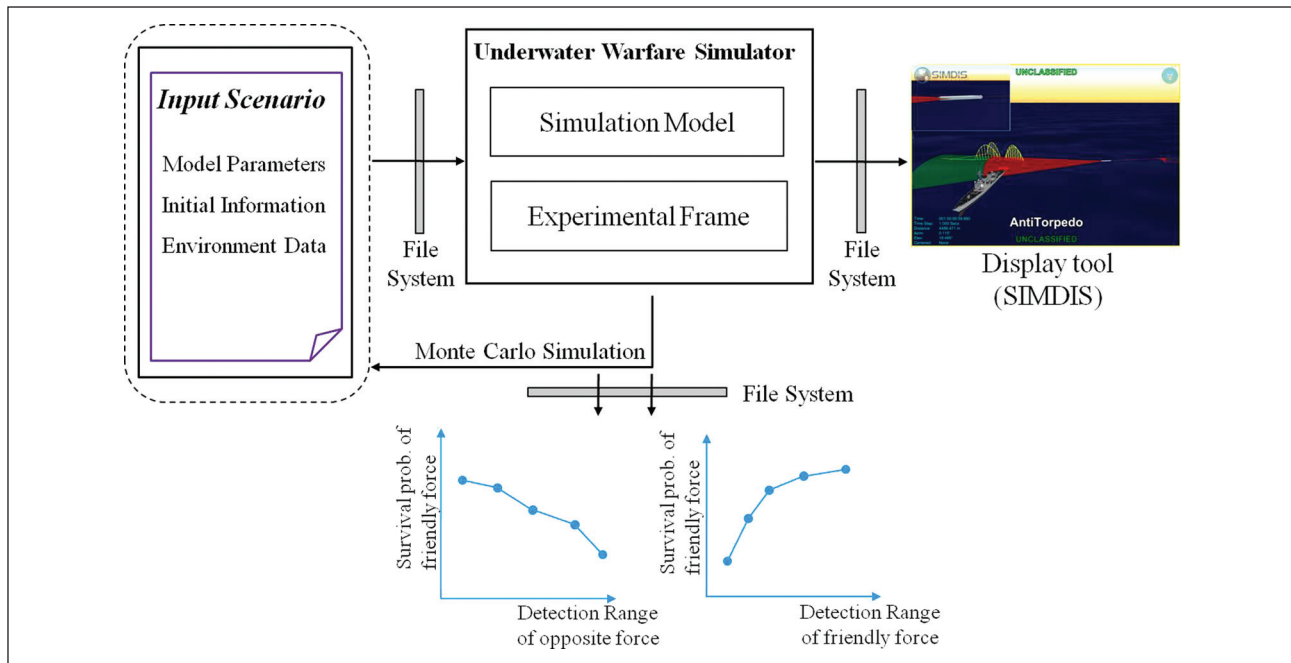 Input Scenario
Model Parameters
Initial Information
Environment Data
File
System
Underwater Warfare Simulator
Simulation Model
Experimental Frame
File
System
SIMDIS
UNCLASSIFIED
AntiTorpedo
UNCLASSIFIED
Display tool
(SIMDIS)
Monte Carlo Simulation
File System
Survival prob. of
friendly force
Detection Range
of opposite force
Survival prob. of
friendly force
Detection Range
of friendly force